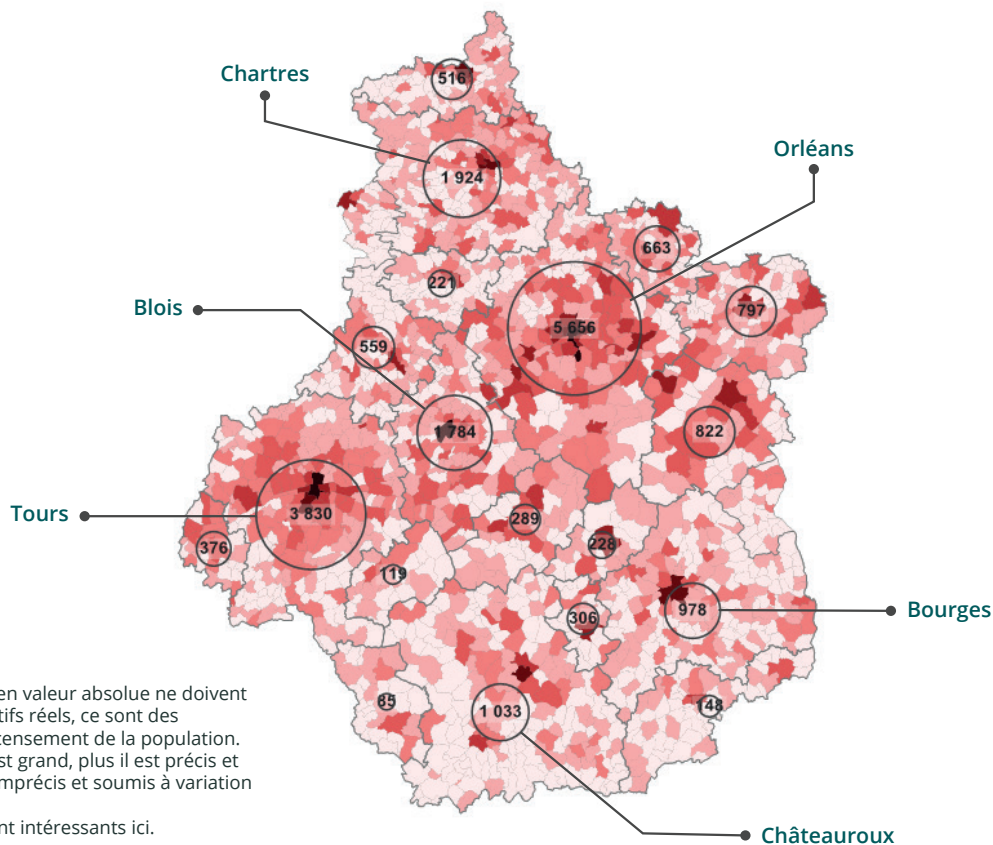 516
Chartres
Orléans
1 924
663
221
797
Blois
5 656
559
1 784
822
Tours
3 830
289
376
228
119
978
Bourges
306
en valeur absolue ne doivent
tifs réels, ce sont des
censement de la population.
st grand, plus il est précis et
mprécis et soumis à variation
nt intéressants ici.
85
1 033
148
Châteauroux